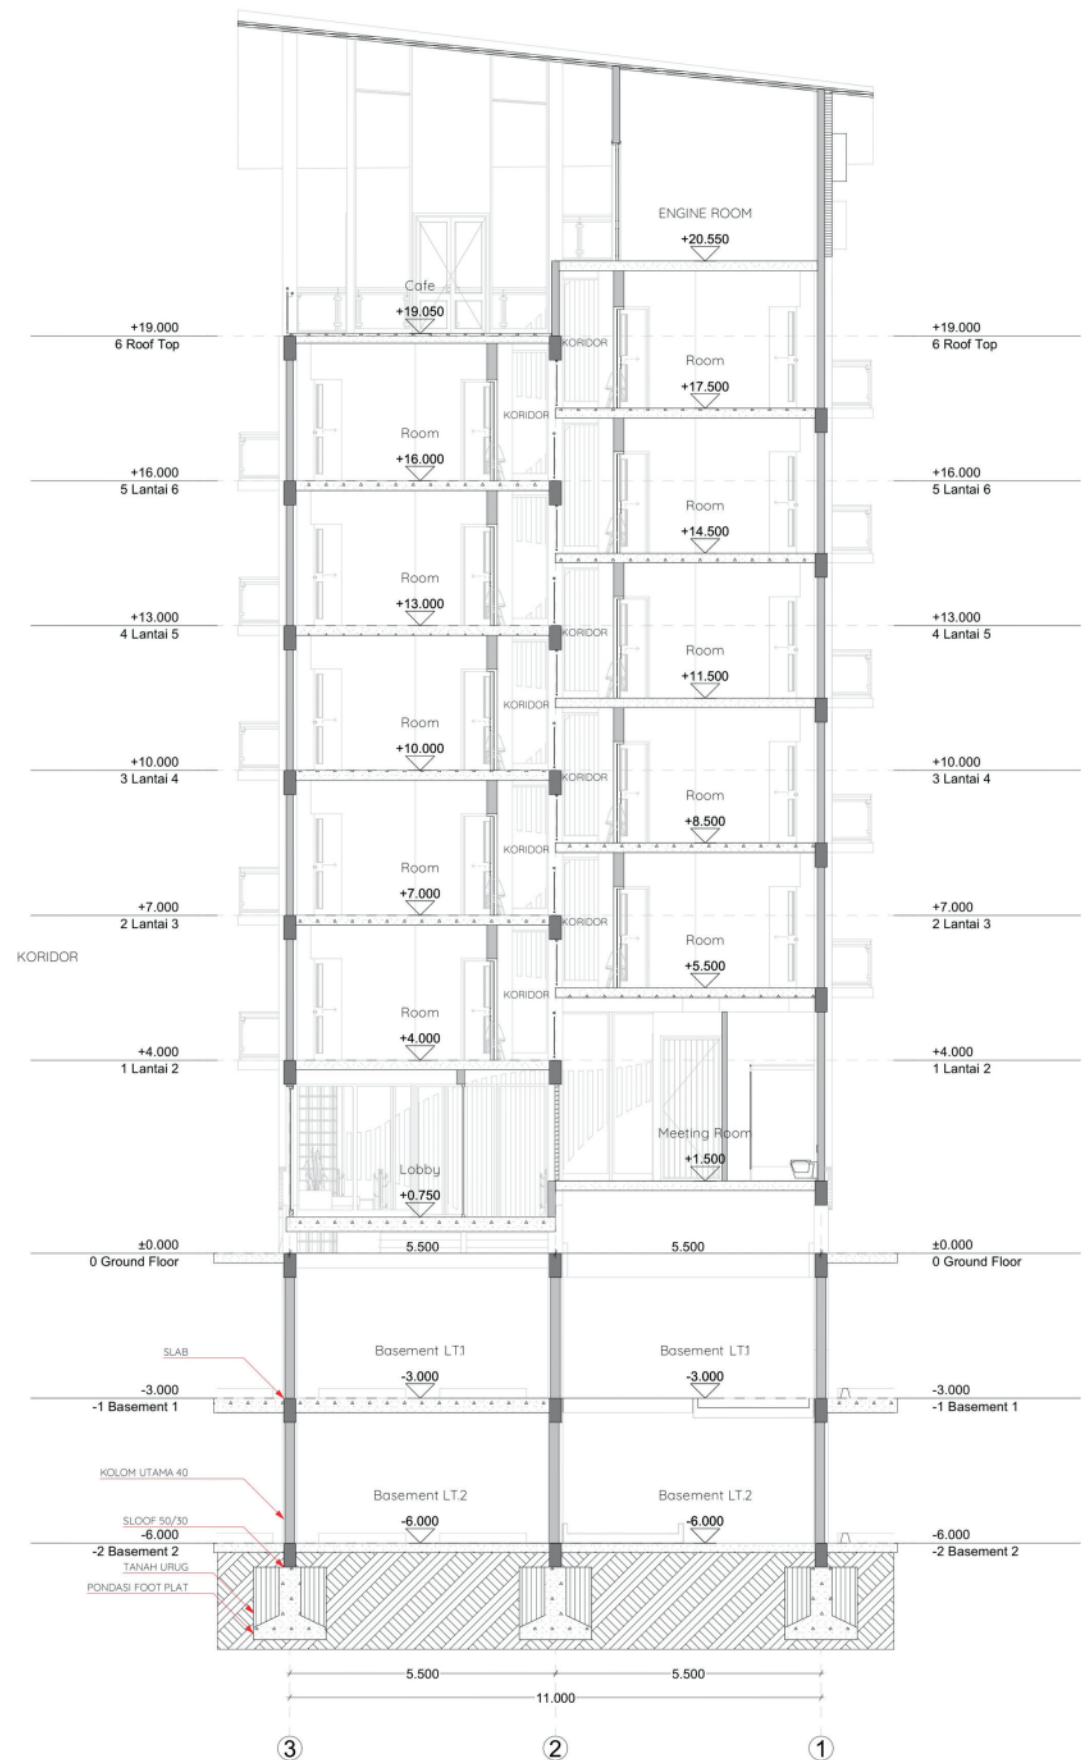 ENGINE ROOM
+20.550
Cafe
+19.050
+19.000
6 Roof Top
+19.000
6 Roof Top
KORIDOR
Room
+17.500
KORIDOR
Room
+16.000
+16.000
5 Lantai 6
+16.000
5 Lantai 6
KORIDOR
Room
+14.500
KORIDOR
Room
+13.000
+13.000
4 Lantai 5
+13.000
4 Lantai 5
KORIDOR
Room
+11.500
KORIDOR
Room
+10.000
+10.000
3 Lantai 4
+10.000
3 Lantai 4
KORIDOR
Room
+8.500
KORIDOR
Room
+7.000
+7.000
2 Lantai 3
+7.000
2 Lantai 3
KORIDOR
Room
+5.500
KORIDOR
KORIDOR
Room
+4.000
+4.000
1 Lantai 2
+4.000
1 Lantai 2
Meeting Room
+1.500
Lobby
+0.750
±0.000
0 Ground Floor
5.500
5.500
±0.000
0 Ground Floor
SLAB
Basement LT.1
-3.000
Basement LT.1
-3.000
-3.000
-1 Basement 1
-3.000
-1 Basement 1
KOLOM UTAMA 40
Basement LT.2
-6.000
Basement LT.2
-6.000
SLOOF 50/30
-6.000
-2 Basement 2
-6.000
-2 Basement 2
TANAH URUG
PONDASI FOOT PLAT
5.500
5.500
11.000
3
2
1